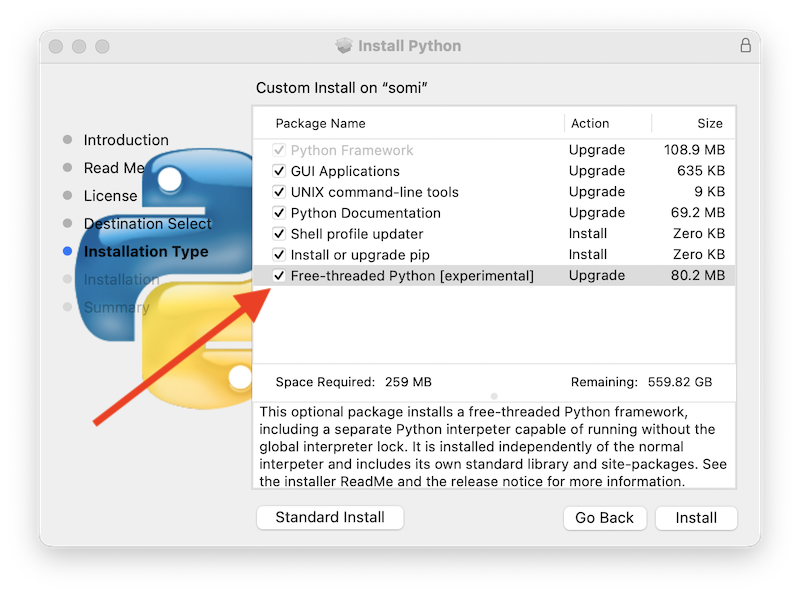 Install Python
Custom Install on “somi”
Introduction
Read Me
License
Destination Select
Installation Type
Installation
Summary
Package Name Action Size
Python Framework Upgrade 108.9 MB
GUI Applications Upgrade 635 KB
UNIX command-line tools Upgrade 9 KB
Python Documentation Upgrade 69.2 MB
Shell profile updater Install Zero KB
Install or upgrade pip Install Zero KB
Free-threaded Python [experimental] Upgrade 80.2 MB
Space Required: 259 MB Remaining: 559.82 GB
This optional package installs a free-threaded Python framework,
including a separate Python interpeter capable of running without the
global interpreter lock. It is installed independently of the normal
interpeter and includes its own standard library and site-packages. See
the installer ReadMe and the release notice for more information.
Standard Install Go Back Install